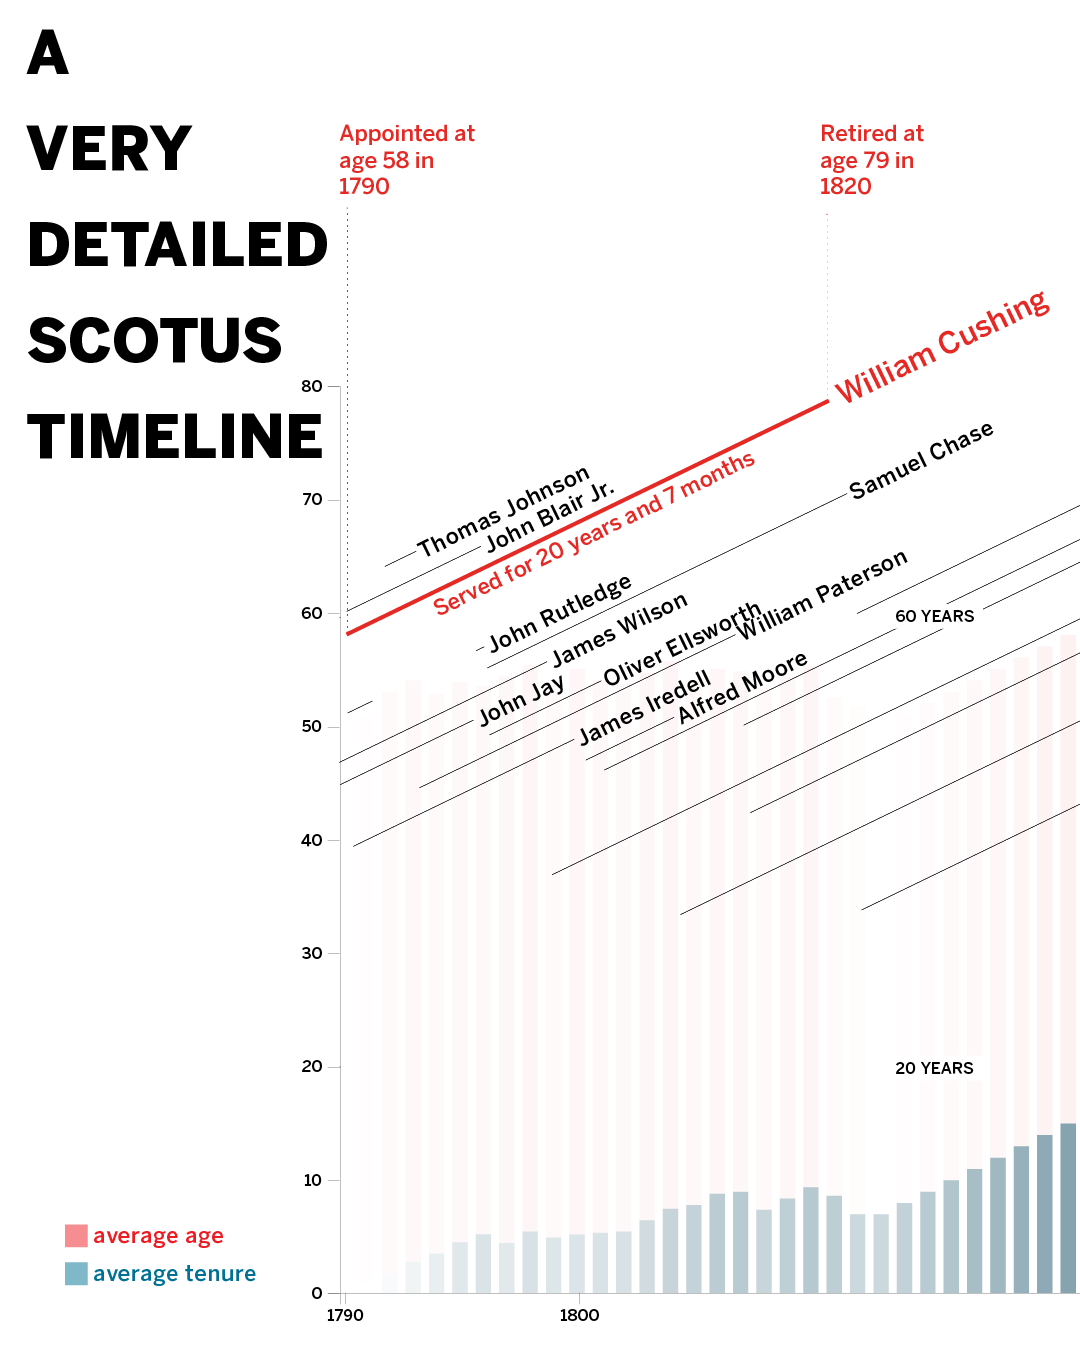 A
VERY
DETAILED
SCOTUS
TIMELINE
Appointed at
age 58 in
1790
Retired at
age 79 in
1820
William Cushing
Served for 20 years and 7 months
Samuel Chase
Thomas Johnson
John Blair Jr.
John Rutledge
James Wilson
Oliver Ellsworth
William Paterson
John Jay
James Iredell
Alfred Moore
60 YEARS
20 YEARS
80
70
60
50
40
30
20
10
0
1790
1800
average age
average tenure